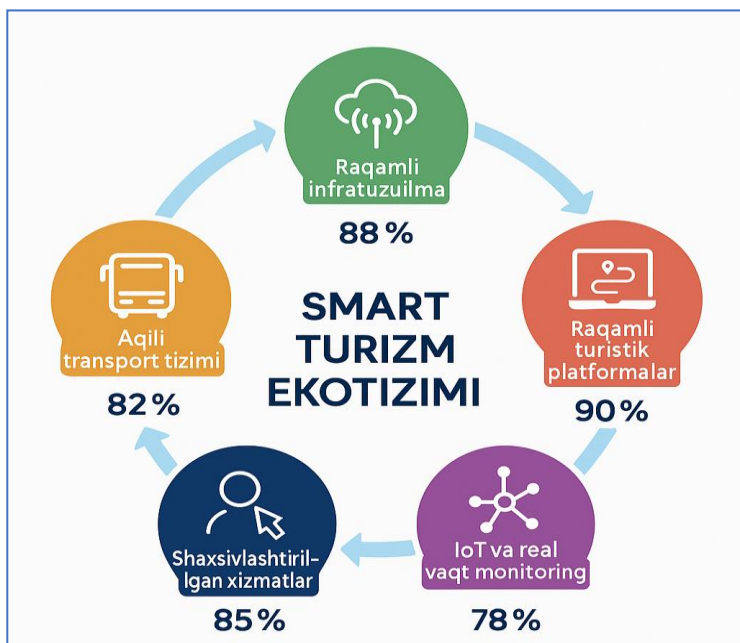 Raqamli
infratuzuilma
88 %
Aqili
transport tizimi
82 %
SMART
TURIZM
EKOTIZIMI
Raqamli
turistik
platformalar
90 %
Shaxsivlashtiril-
lgan xizmatlar
85 %
IoT va real
vaqt monitoring
78 %